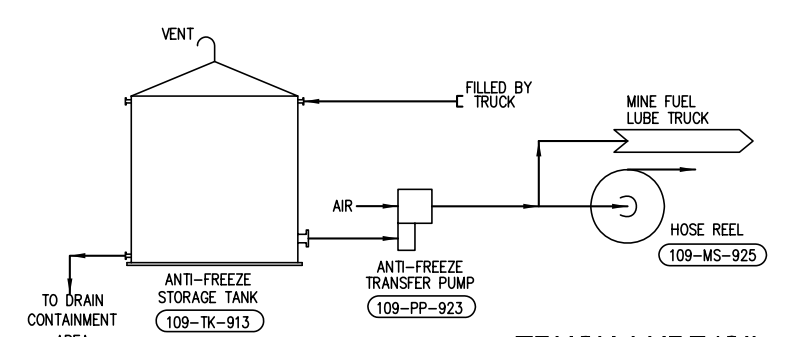 VENT
FILLED BY
TRUCK
MINE FUEL
LUBE TRUCK
AIR
HOSE REEL
109-MS-925
ANTI-FREEZE
TRANSFER PUMP
109-PP-923
ANTI-FREEZE
STORAGE TANK
109-TK-913
TO DRAIN
CONTAINMENT
AREA